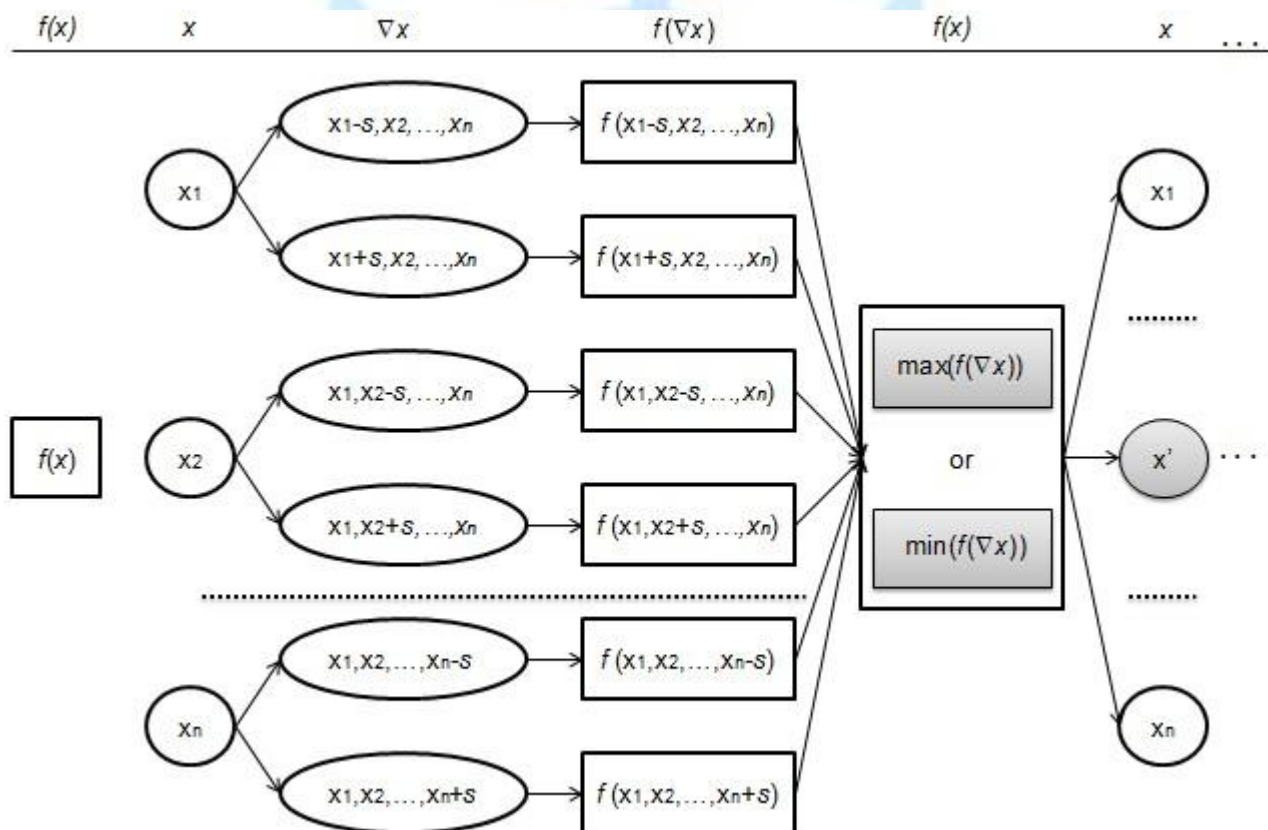 f(x) x ∇x f(∇x) f(x) x ...
x1-s,x2, ...,xn f(x1-s,x2, ...,xn)
x1 x1
x1+s,x2, ...,xn f(x1+s,x2, ...,xn)
max(f(∇x))
x1,x2-s, ...,xn f(x1,x2-s, ...,xn)
f(x) x2 or x' ...
x1,x2+s, ...,xn f(x1,x2+s, ...,xn)
min(f(∇x))
x1,x2, ...,xn-s f(x1,x2, ...,xn-s)
xn xn
x1,x2, ...,xn+s f(x1,x2, ...,xn+s)